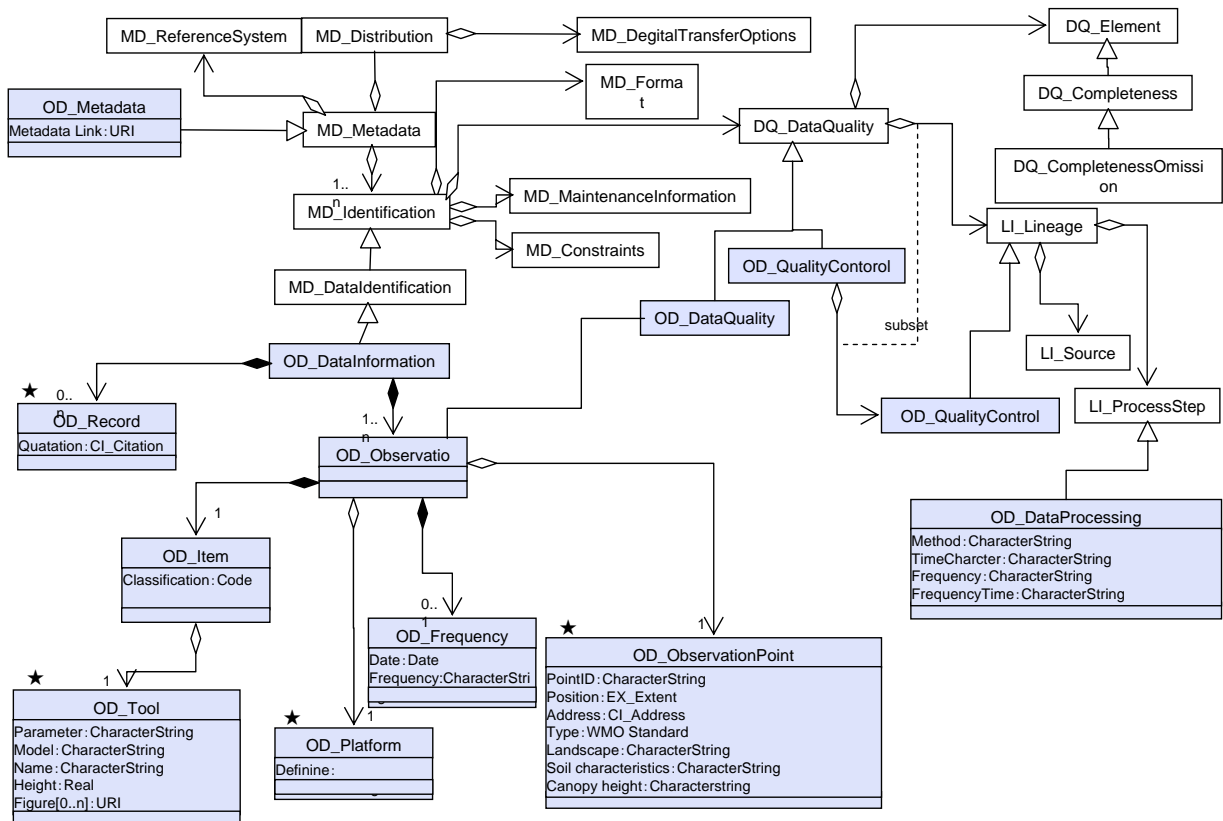 MD_ReferenceSystem
MD_Distribution
MD_DegitalTransferOptions
DQ_Element
MD_Forma
t
DQ_Completeness
OD_Metadata
Metadata Link:URI
MD_Metadata
DQ_DataQuality
DQ_CompletenessOmissi
on
1..
n
MD_Identification
MD_MaintenanceInformation
LI_Lineage
MD_Constraints
OD_QualityContorol
MD_DataIdentification
OD_DataQuality
subset
LI_Source
OD_DataInformation
★
0..
n
OD_Record
Quatation:CI_Citation
1..
n
OD_QualityControl
LI_ProcessStep
OD_Observatio
1
OD_Item
Classification:Code
OD_DataProcessing
Method:CharacterString
TimeCharter:CharacterString
Frequency:CharacterString
FrequencyTime:CharacterString
0..
1
OD_Frequency
Date:Date
Frequency:CharacterStri
1
★
OD_ObservationPoint
PointID:CharacterString
Position:EX_Extent
Address:CI_Address
Type:WMO Standard
Landscape:CharacterString
Soil characteristics:CharacterString
Canopy height:Characterstring
★
1
OD_Tool
Parameter:CharacterString
Model:CharacterString
Name:CharacterString
Height:Real
Figure[0..n]:URI
★
1
OD_Platform
Definine: